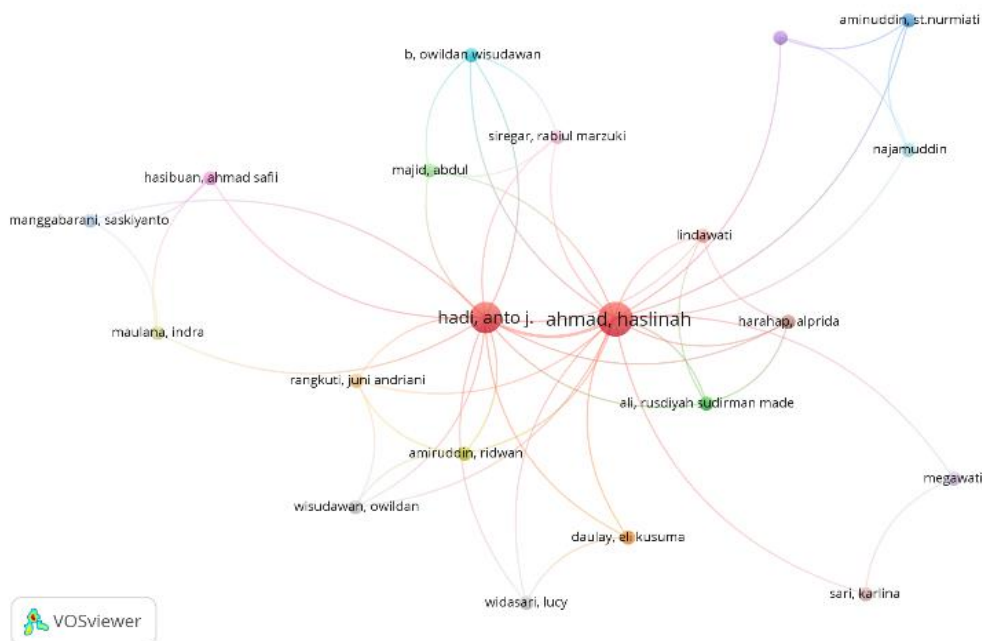 aminuddin, st.nurmiati
b, owildan wisudawan
siregar, rabiul marzuki
najamuddin
majid, abdul
hasibuan, ahmad safii
manggabarani, saskiyanto
lindawati
hadi, anto j.
ahmad, haslinah
harahap, alprida
maulana, indra
rangkuti, juni andriani
ali, rusdiyah sudirman made
amiruddin, ridwan
megawati
wisudawan, owildan
daulay, eli kusuma
sari, karlina
widasari, lucy
VOSviewer